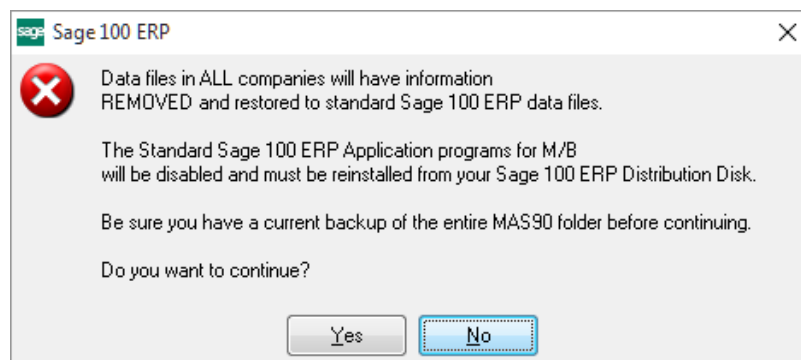 sage Sage 100 ERP
Data files in ALL companies will have information
REMOVED and restored to standard Sage 100 ERP data files.
The Standard Sage 100 ERP Application programs for M/B
will be disabled and must be reinstalled from your Sage 100 ERP Distribution Disk.
Be sure you have a current backup of the entire MAS90 folder before continuing.
Do you want to continue?
Yes No